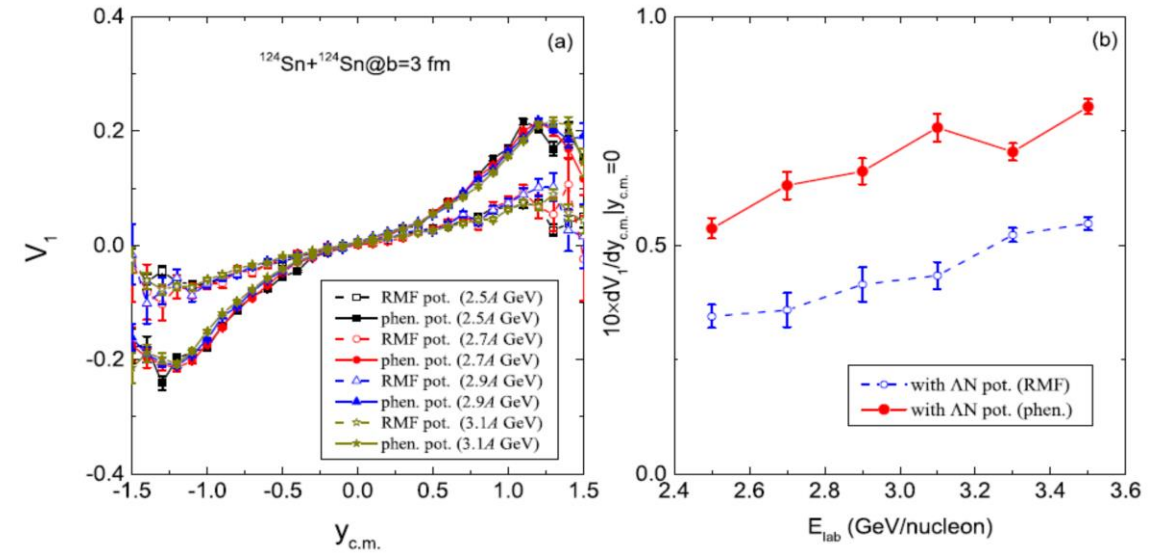 0.4
0.2
0.0
-0.2
-0.4
V₁
(a)
¹²⁴Sn+¹²⁴Sn@b=3 fm
RMF pot. (2.5A GeV)
phen. pot. (2.5A GeV)
RMF pot. (2.7A GeV)
phen. pot. (2.7A GeV)
RMF pot. (2.9A GeV)
phen. pot. (2.9A GeV)
RMF pot. (3.1A GeV)
phen. pot. (3.1A GeV)
-1.5 -1.0 -0.5 0.0 0.5 1.0 1.5
y_c.m.
1.0
0.5
0.0
10×dV₁/dy_c.m.|y_c.m.=0
(b)
with ΛN pot. (RMF)
with ΛN pot. (phen.)
2.4 2.6 2.8 3.0 3.2 3.4 3.6
E_lab (GeV/nucleon)